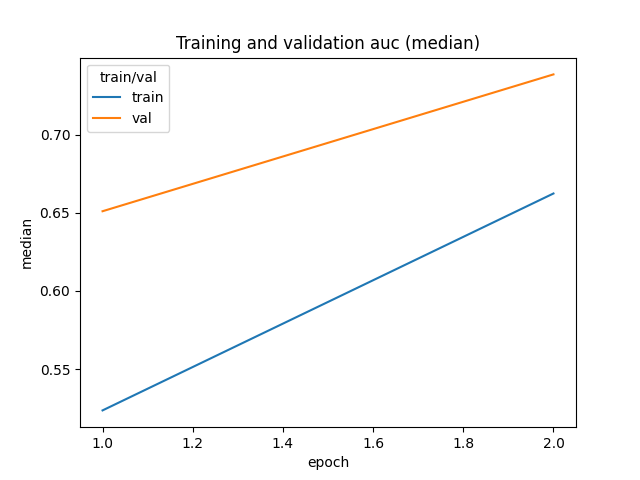 Training and validation auc (median)
train/val
train
val
median
0.70
0.65
0.60
0.55
1.0
1.2
1.4
1.6
1.8
2.0
epoch